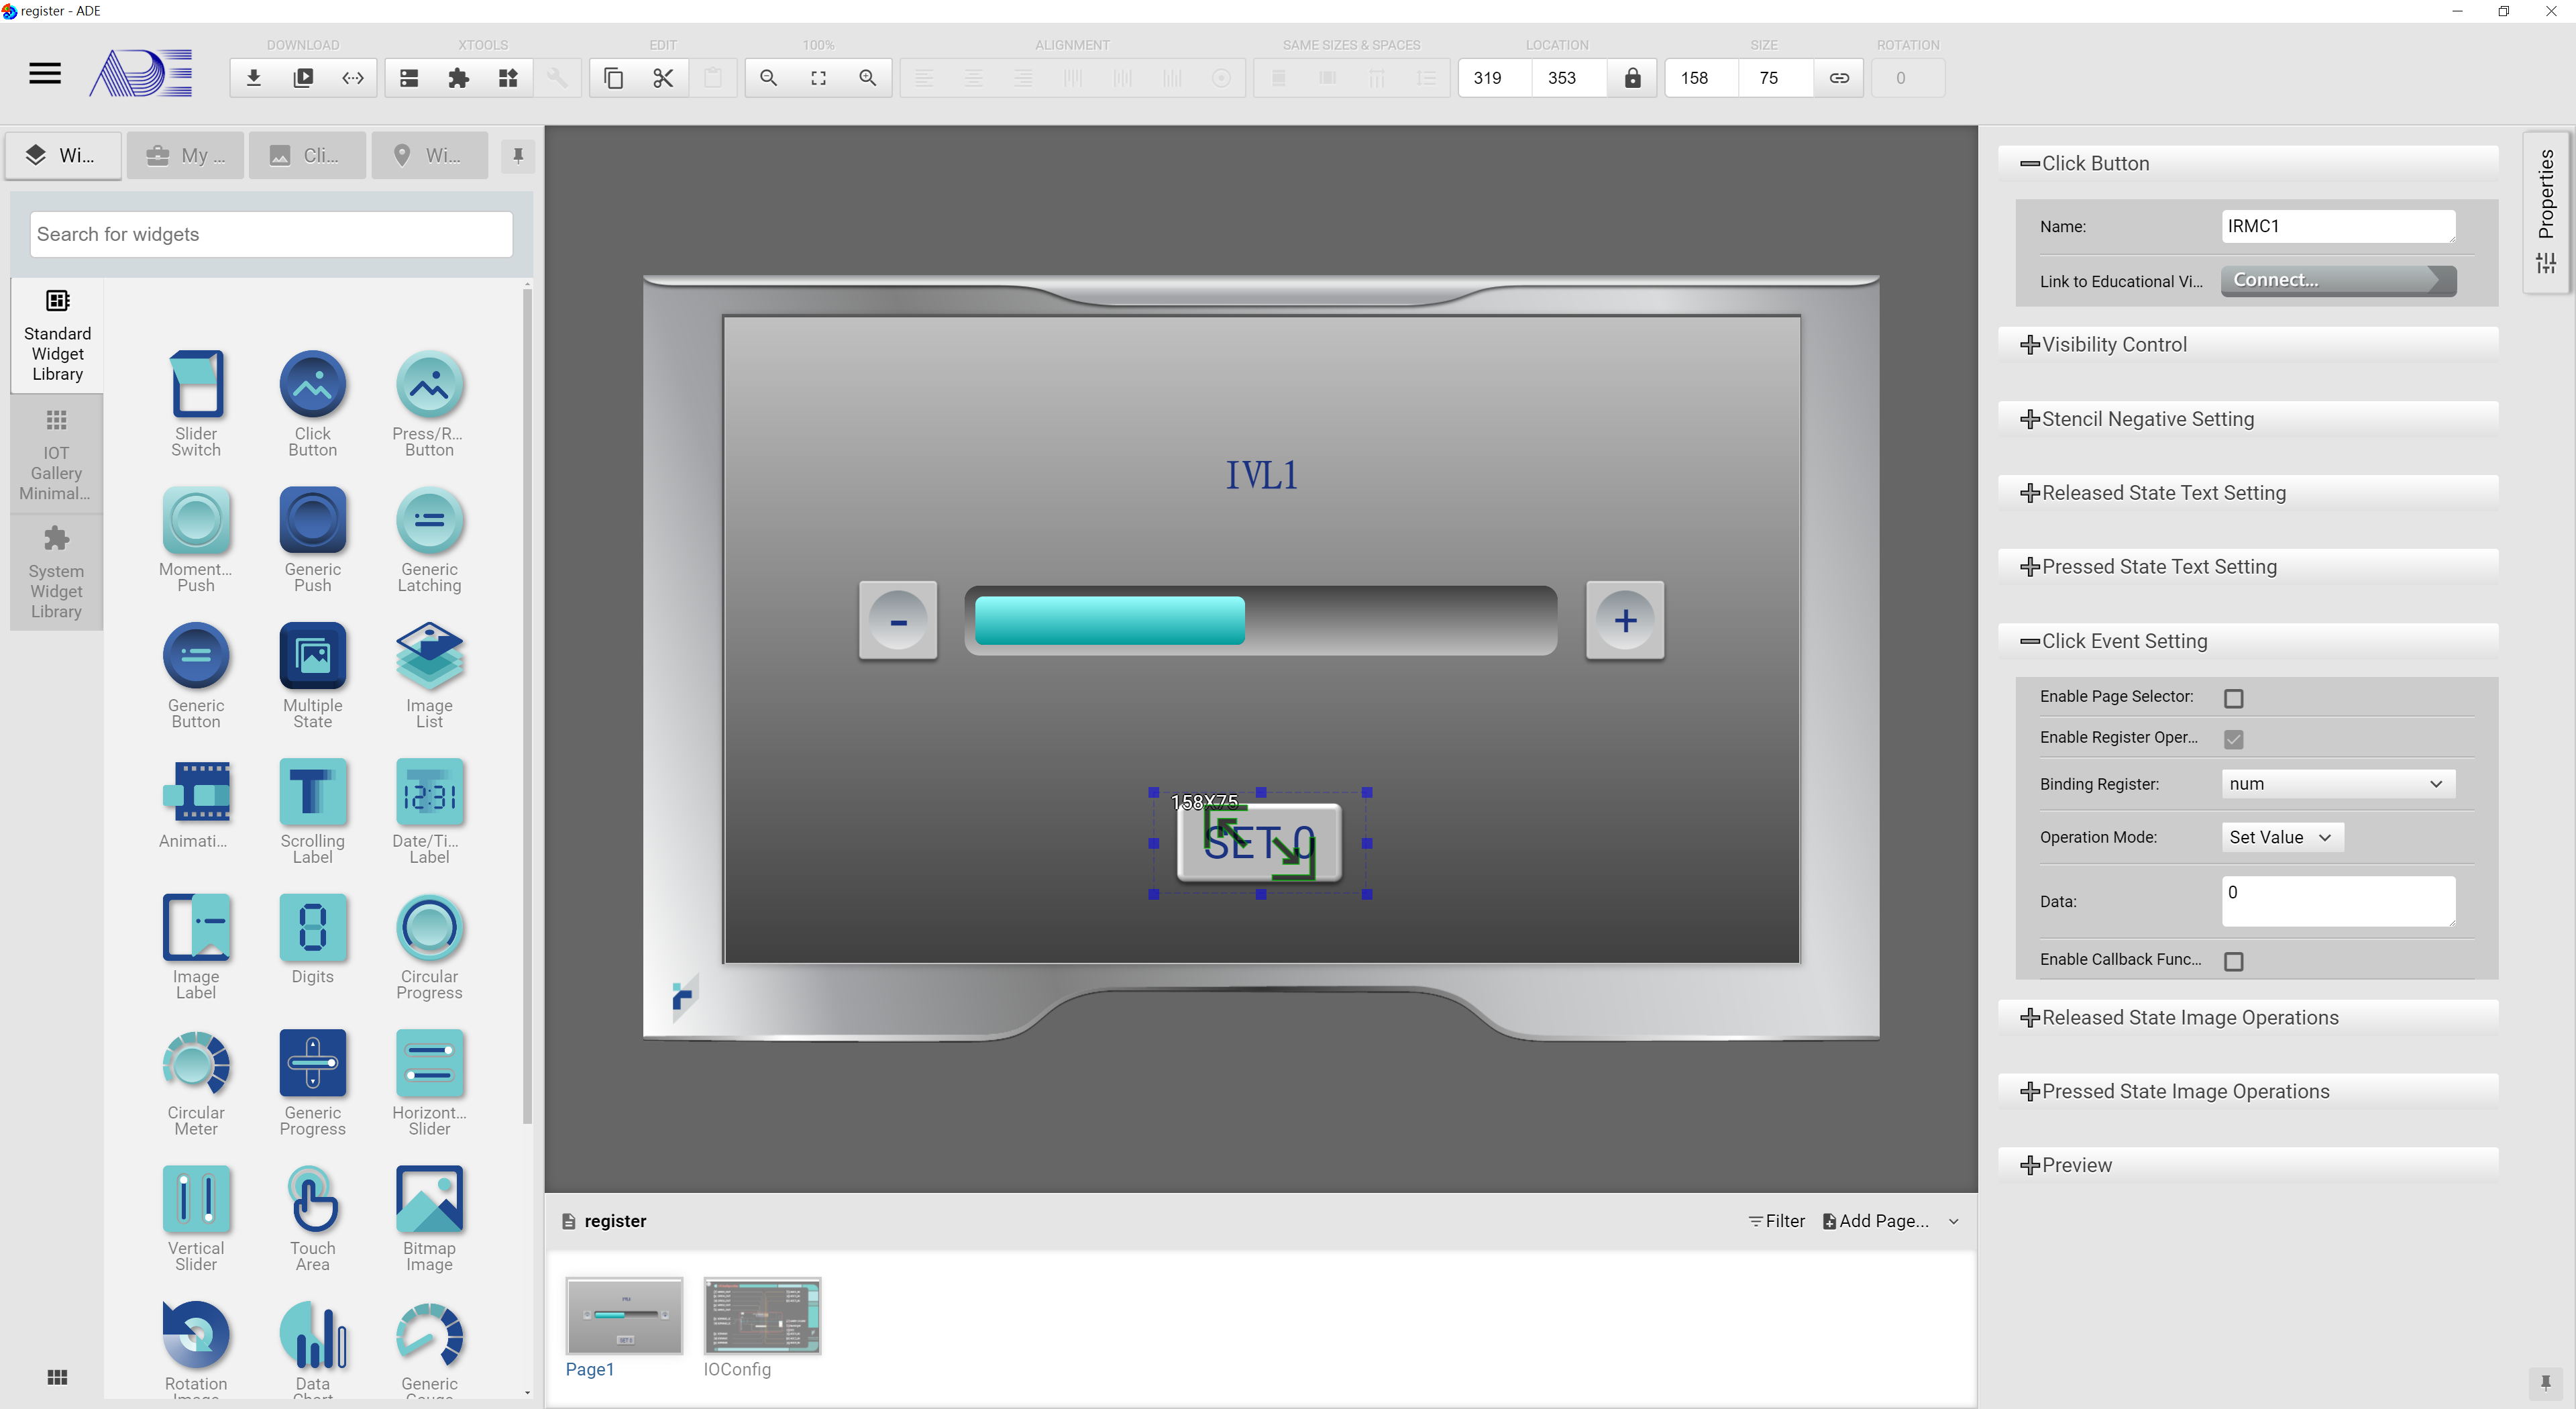 register - ADE
DOWNLOAD
XTOOLS
EDIT
100%
ALIGNMENT
SAME SIZES & SPACES
LOCATION
SIZE
ROTATION
ADE
319
353
158
75
0
Wi...
My ...
Cli...
Wi...
Search for widgets
Standard
Widget
Library
IOT
Gallery
Minimal...
System
Widget
Library
Slider
Switch
Click
Button
Press/R...
Button
Moment...
Push
Generic
Push
Generic
Latching
Generic
Button
Multiple
State
Image
List
Animati...
Scrolling
Label
Date/Ti...
Label
Image
Label
Digits
Circular
Progress
Circular
Meter
Generic
Progress
Horizont...
Slider
Vertical
Slider
Touch
Area
Bitmap
Image
Rotation
Image
Data
Chart
Generic
Gauge
IVL1
-
+
158X75
SET 0
register
Filter
Add Page...
Page1
IOConfig
Click Button
Name:
IRMC1
Link to Educational Vi...
Connect...
Visibility Control
Stencil Negative Setting
Released State Text Setting
Pressed State Text Setting
Click Event Setting
Enable Page Selector:
Enable Register Oper...
Binding Register:
num
Operation Mode:
Set Value
Data:
0
Enable Callback Func...
Released State Image Operations
Pressed State Image Operations
Preview
Properties